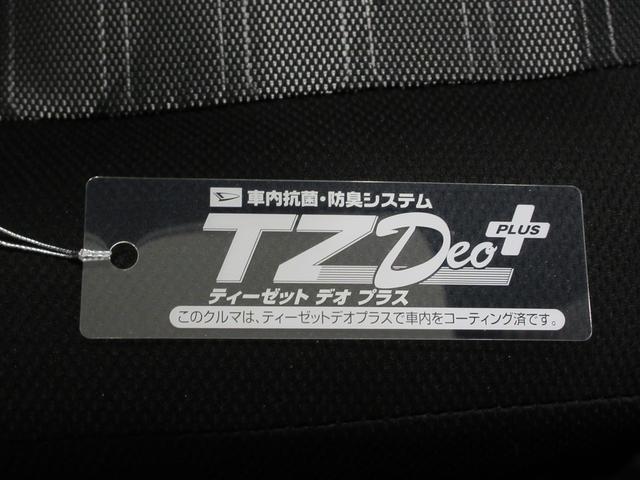 車内抗菌・防臭システム
TZ Deo PLUS
ティーゼット デオ プラス
このクルマは、ティーゼットデオプラスで車内をコーティング済です。